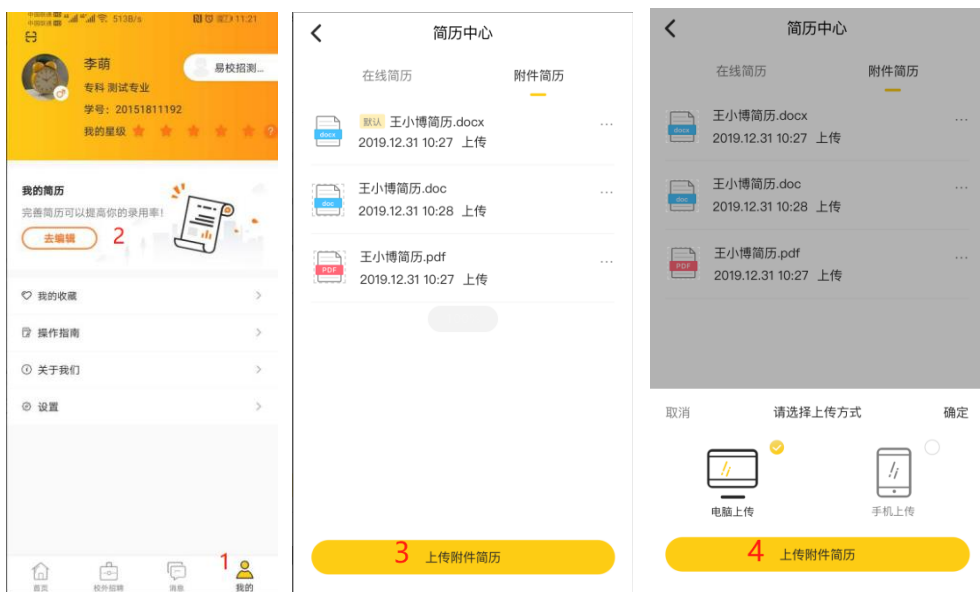 513B/s
11:21
李萌
易校招测...
专科 测试专业
学号：20151811192
我的星级
?
我的简历
完善简历可以提高你的录用率！
去编辑
2
我的收藏
操作指南
关于我们
设置
1
首页
校外招聘
消息
我的
简历中心
在线简历
附件简历
docx
默认 王小博简历.docx
...
2019.12.31 10:27 上传
doc
王小博简历.doc
...
2019.12.31 10:28 上传
PDF
王小博简历.pdf
...
2019.12.31 10:27 上传
3 上传附件简历
简历中心
在线简历
附件简历
docx
王小博简历.docx
...
2019.12.31 10:27 上传
doc
王小博简历.doc
...
2019.12.31 10:28 上传
PDF
王小博简历.pdf
...
2019.12.31 10:27 上传
取消
请选择上传方式
确定
电脑上传
手机上传
4 上传附件简历